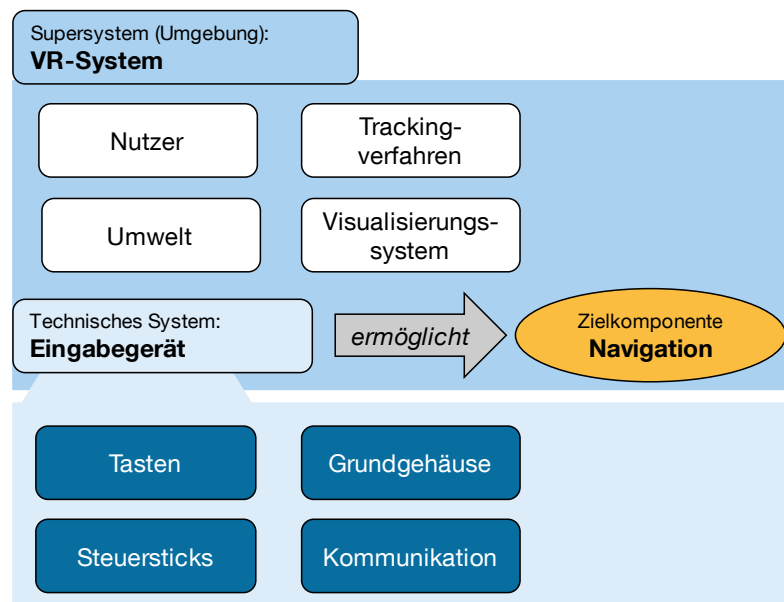 Supersystem (Umgebung):
VR-System
Nutzer
Tracking-
verfahren
Umwelt
Visualisierungs-
system
Technisches System:
Eingabegerät
ermöglicht
Zielkomponente
Navigation
Tasten
Grundgehäuse
Steuersticks
Kommunikation